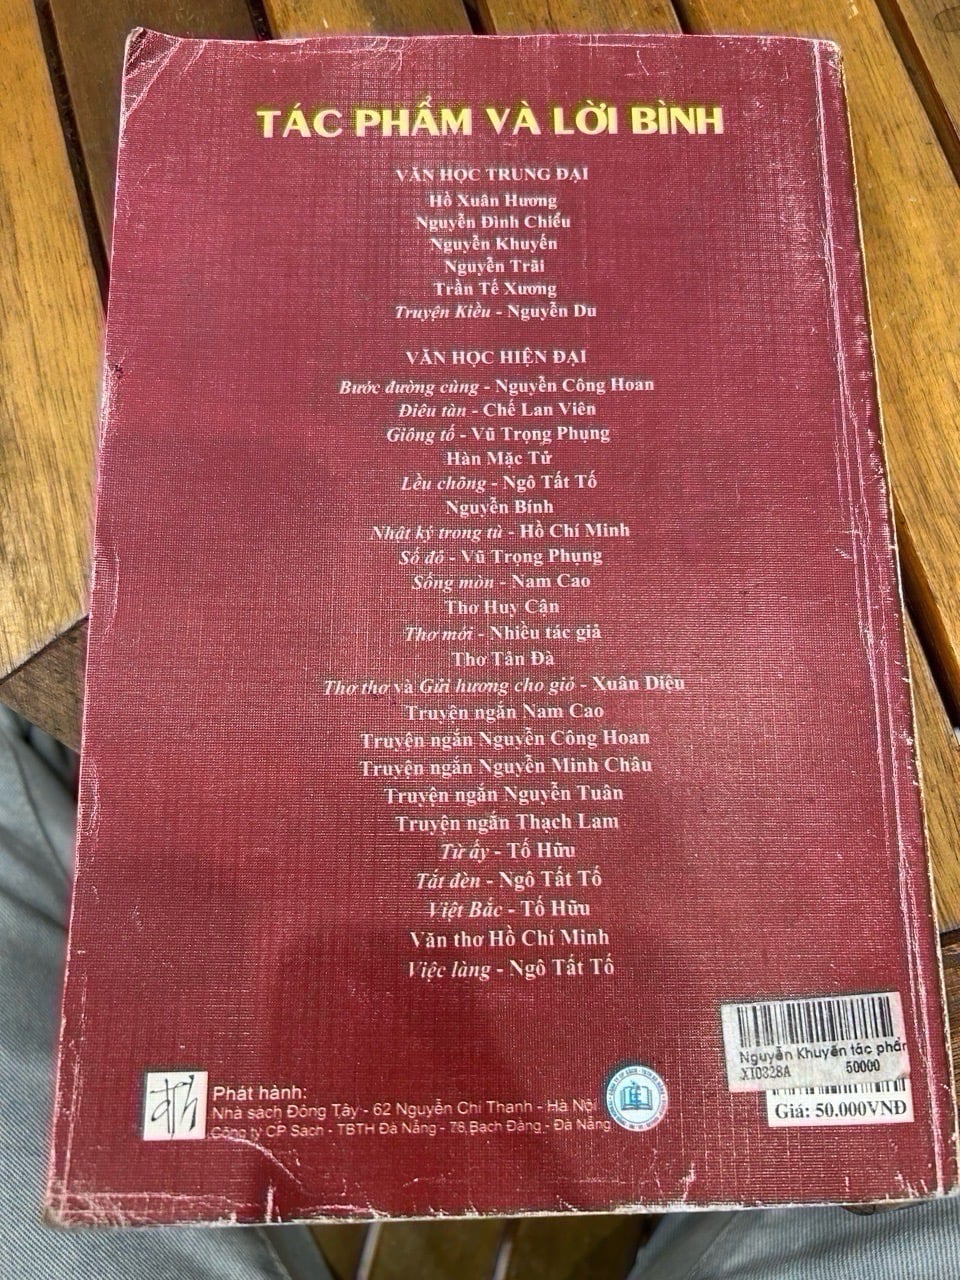 TÁC PHẨM VÀ LỜI BÌNH
VĂN HỌC TRUNG ĐẠI
Hồ Xuân Hương
Nguyễn Đình Chiểu
Nguyễn Khuyến
Nguyễn Trãi
Trần Tế Xương
Truyện Kiều - Nguyễn Du
VĂN HỌC HIỆN ĐẠI
Bước đường cùng - Nguyễn Công Hoan
Điêu tàn - Chế Lan Viên
Giông tố - Vũ Trọng Phụng
Hàn Mặc Tử
Lều chõng - Ngô Tất Tố
Nguyễn Bính
Nhật ký trong tù - Hồ Chí Minh
Số đỏ - Vũ Trọng Phụng
Sống mòn - Nam Cao
Thơ Huy Cận
Thơ mới - Nhiều tác giả
Thơ Tản Đà
Thơ thơ và Gửi hương cho gió - Xuân Diệu
Truyện ngắn Nam Cao
Truyện ngắn Nguyễn Công Hoan
Truyện ngắn Nguyễn Minh Châu
Truyện ngắn Nguyễn Tuân
Truyện ngắn Thạch Lam
Từ ấy - Tố Hữu
Tắt đèn - Ngô Tất Tố
Việt Bắc - Tố Hữu
Văn thơ Hồ Chí Minh
Việc làng - Ngô Tất Tố
Nguyễn Khuyến tác phẩm
XT0328A 50000
Giá: 50.000VNĐ
Phát hành:
Nhà sách Đông Tây - 62 Nguyễn Chí Thanh - Hà Nội
Công ty CP Sách - TBTH Đà Nẵng - 78 Bạch Đằng - Đà Nẵng